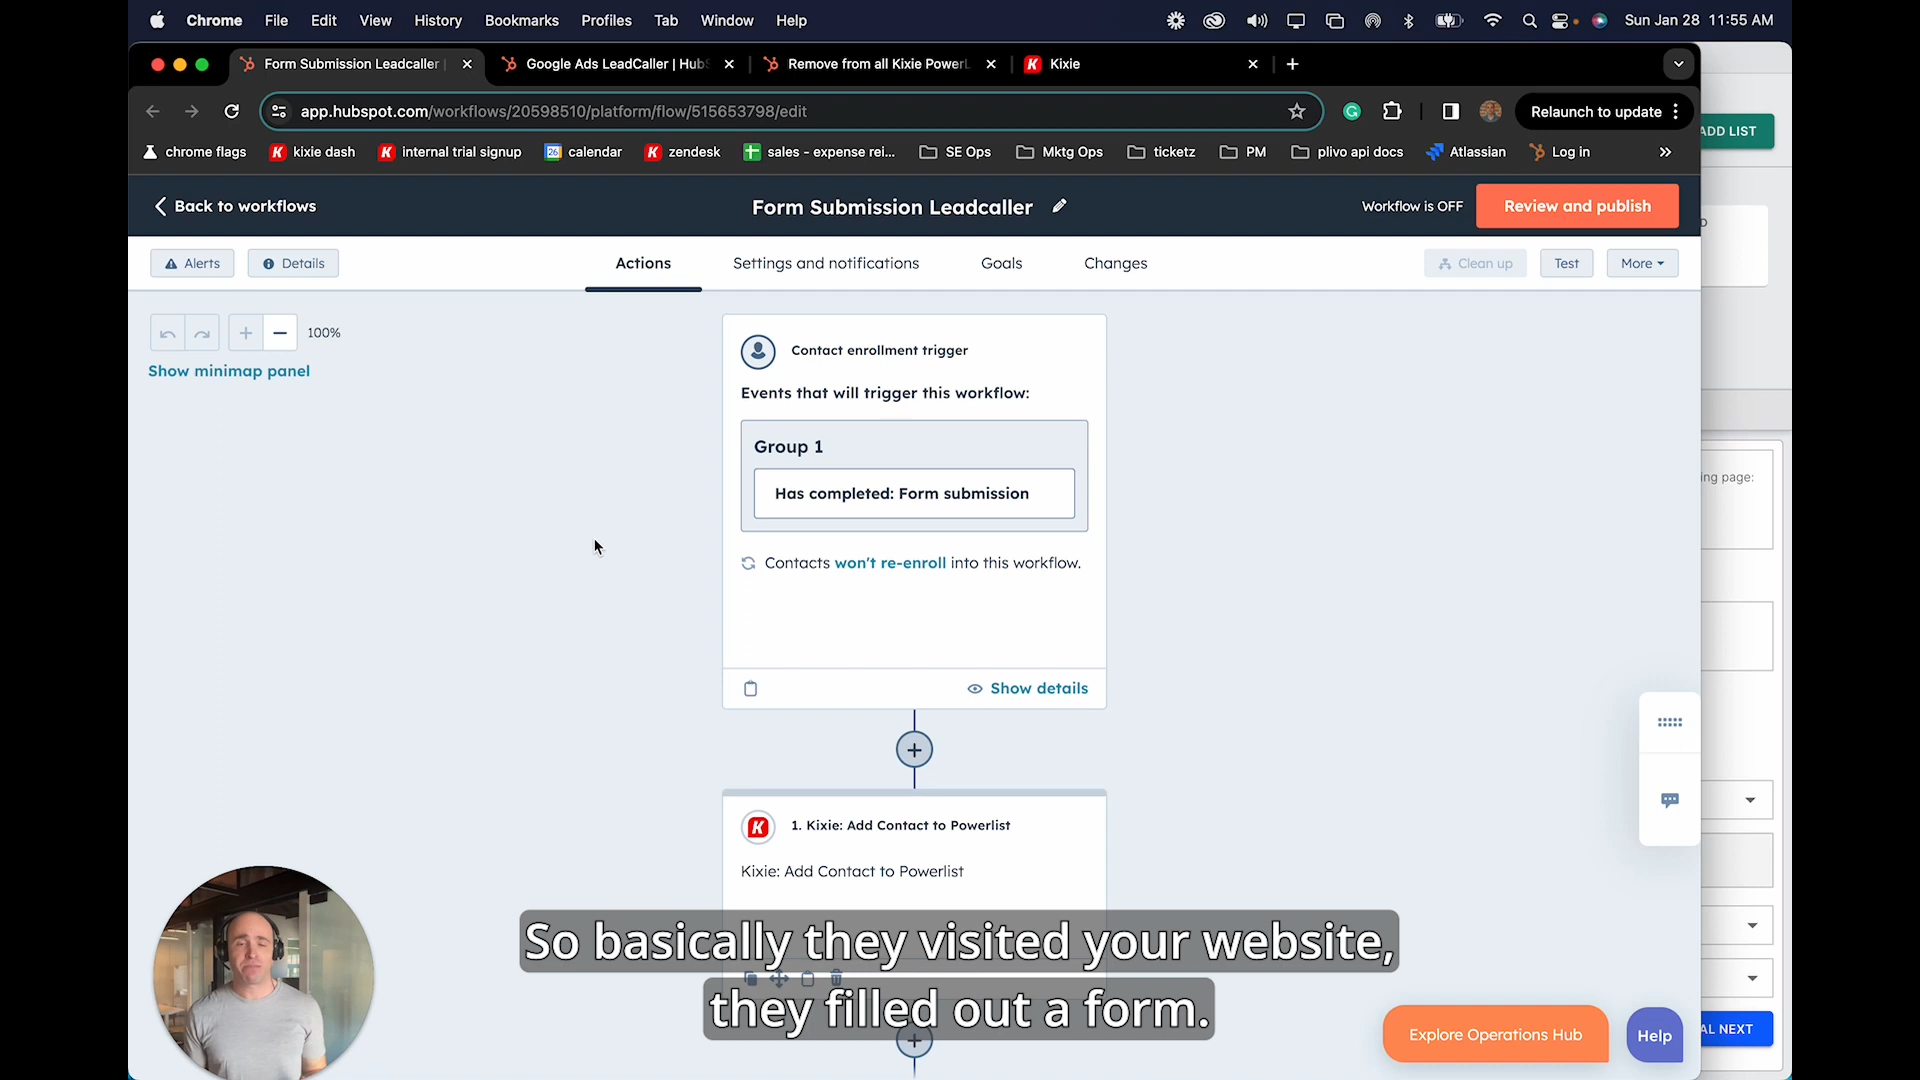 Chrome File Edit View History Bookmarks Profiles Tab Window Help Sun Jan 28 11:55 AM
Form Submission Leadcaller Google Ads LeadCaller | Hub Remove from all Kixie Power Kixie
app.hubspot.com/workflows/20598510/platform/flow/515653798/edit Relaunch to update
ADD LIST
chrome flags kixie dash internal trial signup 26 calendar zendesk sales - expense rei... SE Ops Mktg Ops ticketz PM plivo api docs Atlassian Log in
Back to workflows Form Submission Leadcaller Workflow is OFF Review and publish
Alerts Details Actions Settings and notifications Goals Changes Clean up Test More
100%
Show minimap panel
Contact enrollment trigger
Events that will trigger this workflow:
Group 1
Has completed: Form submission
ing page:
Contacts won't re-enroll into this workflow.
Show details
1. Kixie: Add Contact to Powerlist
Kixie: Add Contact to Powerlist
So basically they visited your website,
they filled out a form.
Explore Operations Hub Help AL NEXT